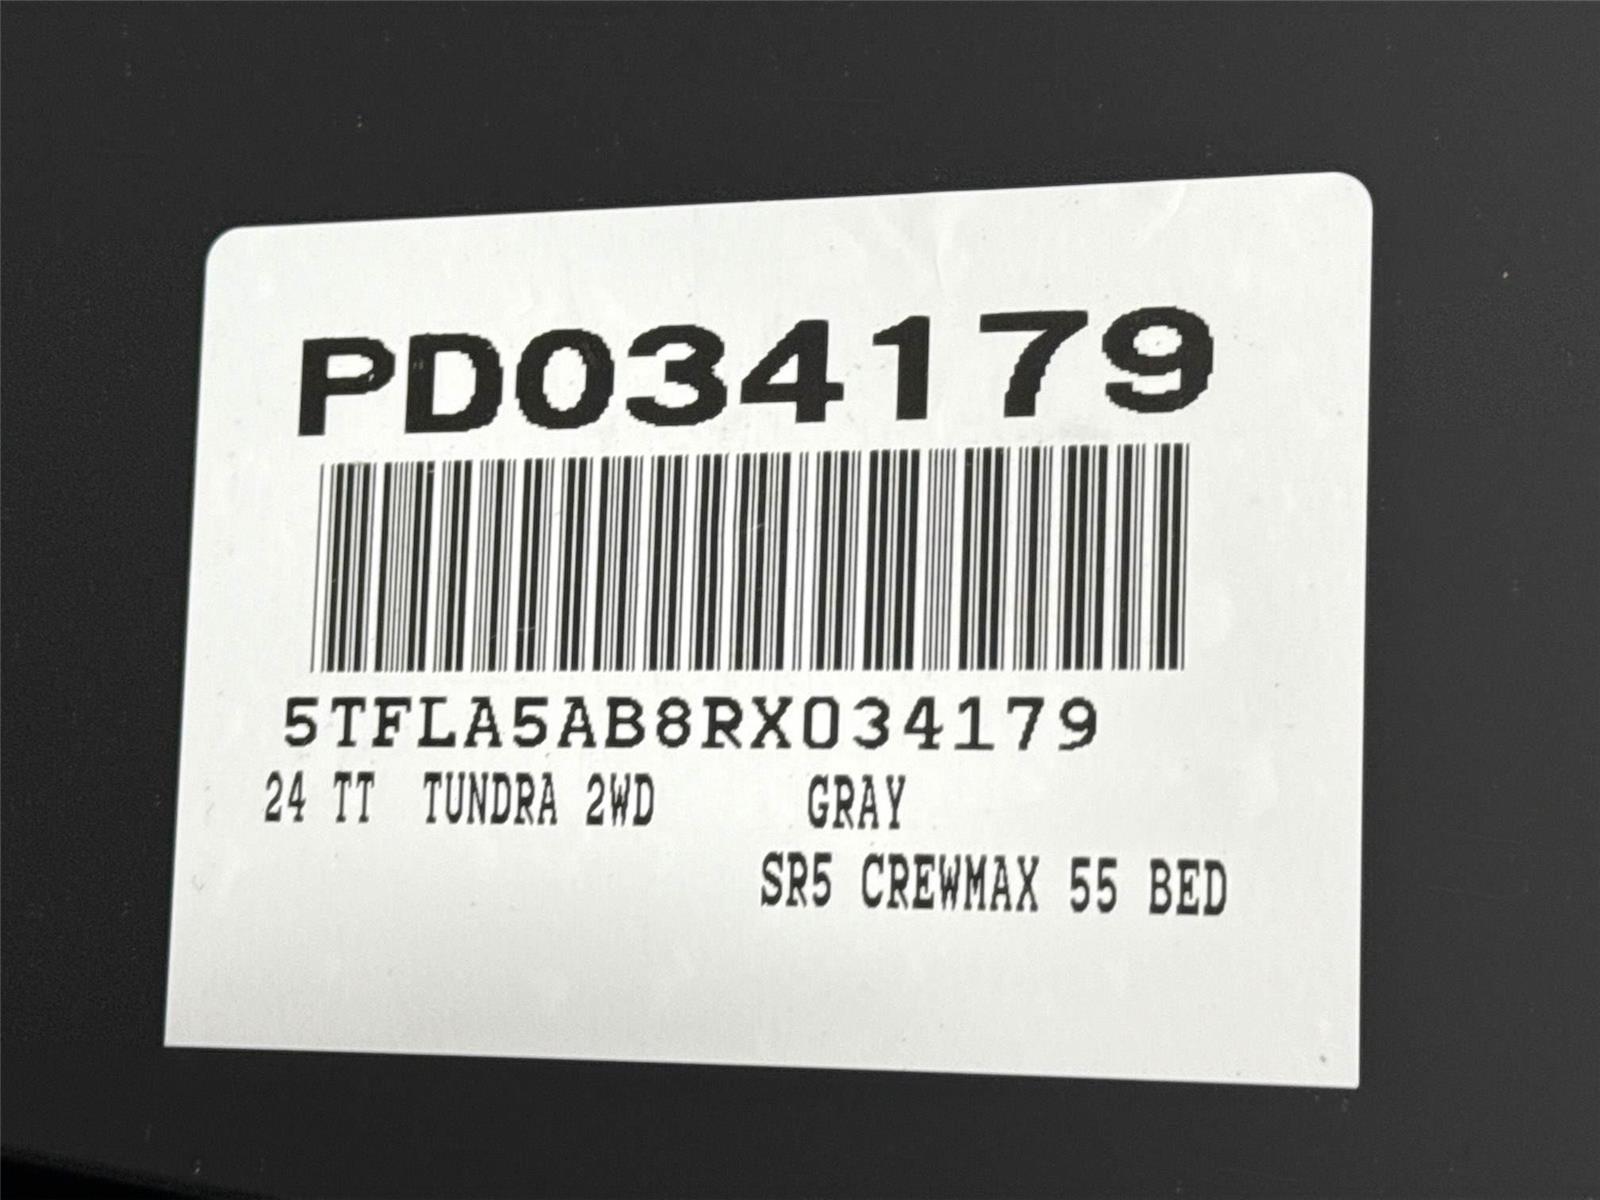 PD034179
5TFLA5AB8RX034179
24 TT TUNDRA 2WD GRAY
SR5 CREWMAX 55 BED